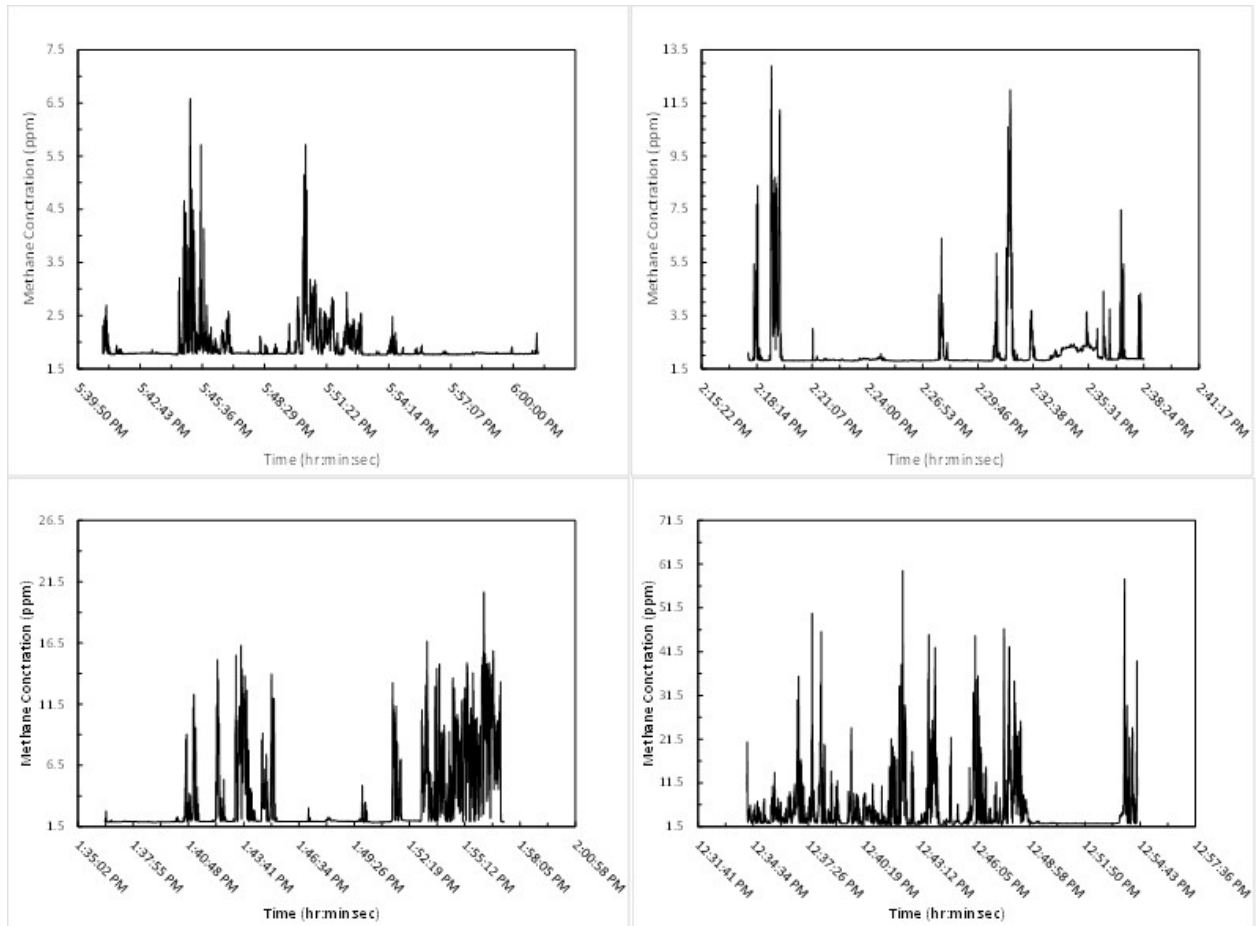 7.5
6.5
5.5
4.5
3.5
2.5
1.5
Methane Conctration (ppm)
5:39:50 PM
5:42:43 PM
5:45:36 PM
5:48:29 PM
5:51:22 PM
5:54:14 PM
5:57:07 PM
6:00:00 PM
Time (hr:min:sec)
13.5
11.5
9.5
7.5
5.5
3.5
1.5
Methane Conctration (ppm)
2:15:22 PM
2:18:14 PM
2:21:07 PM
2:24:00 PM
2:26:53 PM
2:29:46 PM
2:32:38 PM
2:35:31 PM
2:38:24 PM
2:41:17 PM
Time (hr:min:sec)
26.5
21.5
16.5
11.5
6.5
1.5
Methane Conctration (ppm)
1:35:02 PM
1:37:55 PM
1:40:48 PM
1:43:41 PM
1:46:34 PM
1:49:26 PM
1:52:19 PM
1:55:12 PM
1:58:05 PM
2:00:58 PM
Time (hr:min:sec)
71.5
61.5
51.5
41.5
31.5
21.5
11.5
1.5
Methane Conctration (ppm)
12:31:41 PM
12:34:34 PM
12:37:26 PM
12:40:19 PM
12:43:12 PM
12:46:05 PM
12:48:58 PM
12:51:50 PM
12:54:43 PM
12:57:36 PM
Time (hr:min:sec)